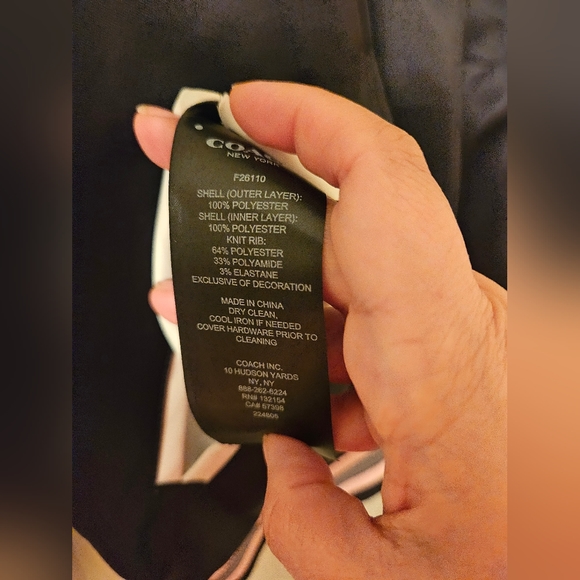 NEW YORK
F26110
SHELL (OUTER LAYER):
100% POLYESTER
SHELL (INNER LAYER):
100% POLYESTER
KNIT RIB:
64% POLYESTER
33% POLYAMIDE
3% ELASTANE
EXCLUSIVE OF DECORATION
MADE IN CHINA
DRY CLEAN,
COOL IRON IF NEEDED
COVER HARDWARE PRIOR TO
CLEANING
COACH INC.
10 HUDSON YARDS
NY, NY
888-262-6224
RN# 132154
CA# 57398